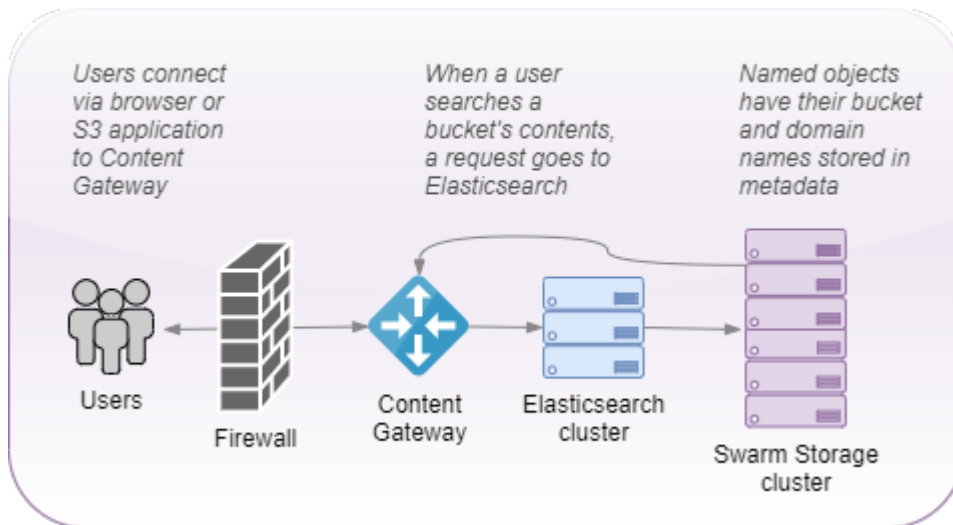 Users connect
via browser or
S3 application
to Content
Gateway
When a user
searches a
bucket's contents,
a request goes to
Elasticsearch
Named objects
have their bucket
and domain
names stored in
metadata
Users
Firewall
Content
Gateway
Elasticsearch
cluster
Swarm Storage
cluster